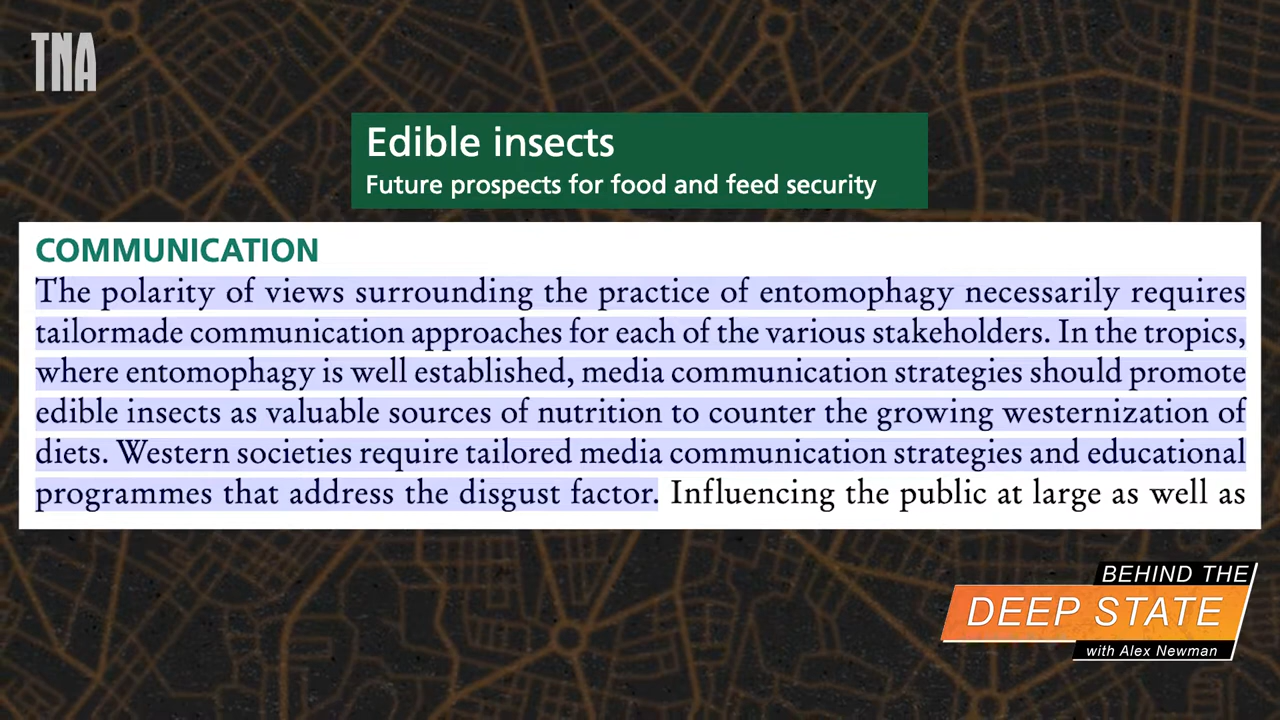 TNA
Edible insects
Future prospects for food and feed security
COMMUNICATION
The polarity of views surrounding the practice of entomophagy necessarily requires
tailormade communication approaches for each of the various stakeholders. In the tropics,
where entomophagy is well established, media communication strategies should promote
edible insects as valuable sources of nutrition to counter the growing westernization of
diets. Western societies require tailored media communication strategies and educational
programmes that address the disgust factor. Influencing the public at large as well as
BEHIND THE
DEEP STATE
with Alex Newman